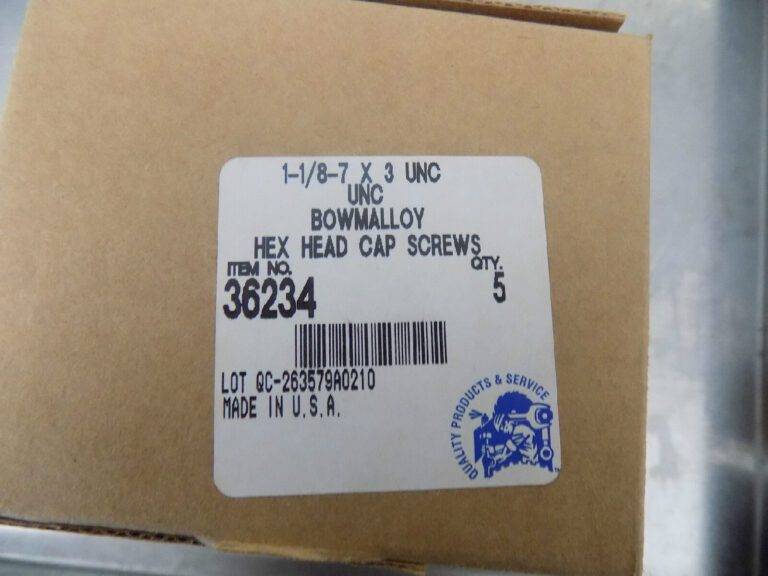 1-1/8-7 X 3 UNC
UNC
BOWMALLOY
HEX HEAD CAP SCREWS
ITEM NO.
QTY.
36234
5
LOT QC-263579A0210
MADE IN U.S.A.
QUALITY PRODUCTS & SERVICE
TM